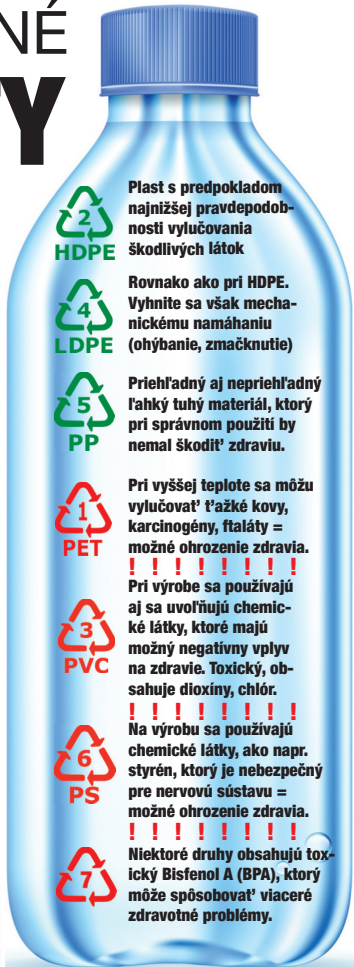 NÉ
Y
2
HDPE
Plast s predpokladom
najnižšej pravdepodob-
nosti vylučovania
škodlivých látok
4
LDPE
Rovnako ako pri HDPE.
Vyhnite sa však mecha-
nickému namáhaniu
(ohýbanie, zmačknutie)
5
PP
Priehľadný aj nepriehľadný
ľahký tuhý materiál, ktorý
pri správnom použití by
nemal škodiť zdraviu.
1
PET
Pri vyššej teplote sa môžu
vylučovať ťažké kovy,
karcinogény, ftaláty =
možné ohrozenie zdravia.
! ! ! ! ! ! ! !
3
PVC
Pri výrobe sa používajú
aj sa uvoľňujú chemic-
ké látky, ktoré majú
možný negatívny vplyv
na zdravie. Toxický, ob-
sahuje dioxíny, chlór.
! ! ! ! ! ! ! !
6
PS
Na výrobu sa používajú
chemické látky, ako napr.
styrén, ktorý je nebezpečný
pre nervovú sústavu =
možné ohrozenie zdravia.
! ! ! ! ! ! ! !
7
Niektoré druhy obsahujú tox-
ický Bisfenol A (BPA), ktorý
môže spôsobovať viaceré
zdravotné problémy.